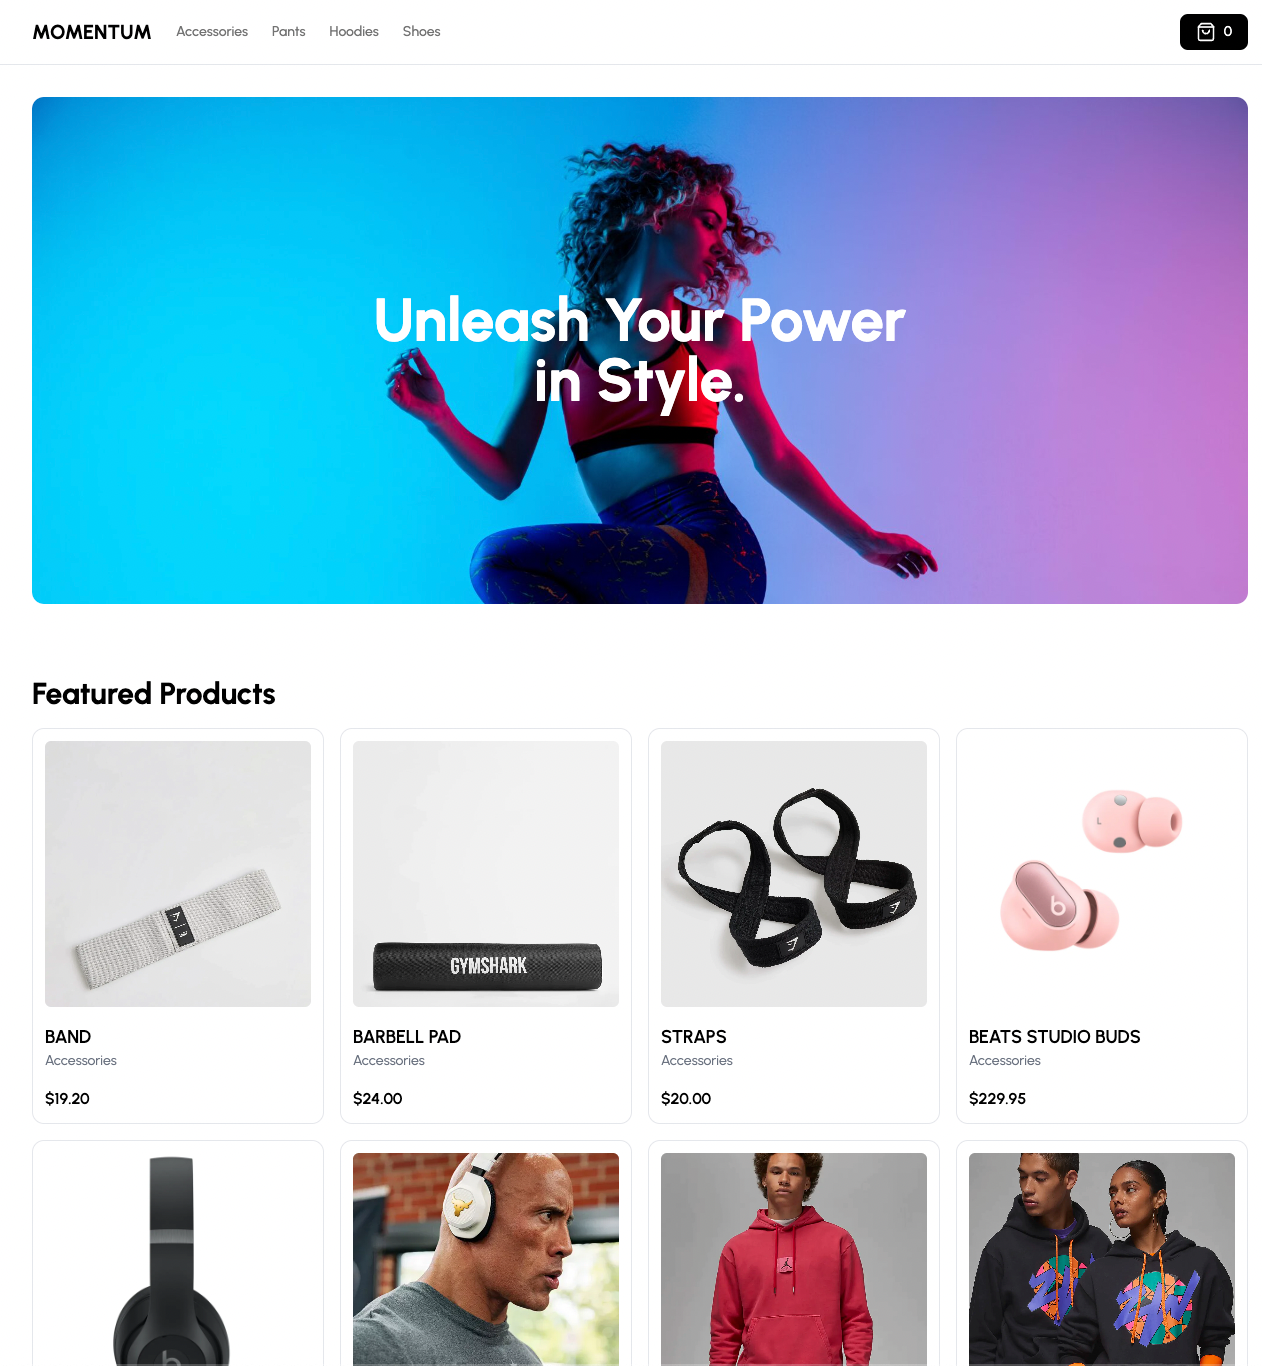 MOMENTUM Accessories Pants Hoodies Shoes 0
Unleash Your Power
in Style.
Featured Products
GYMSHARK
BAND
Accessories
$19.20
BARBELL PAD
Accessories
$24.00
STRAPS
Accessories
$20.00
BEATS STUDIO BUDS
Accessories
$229.95